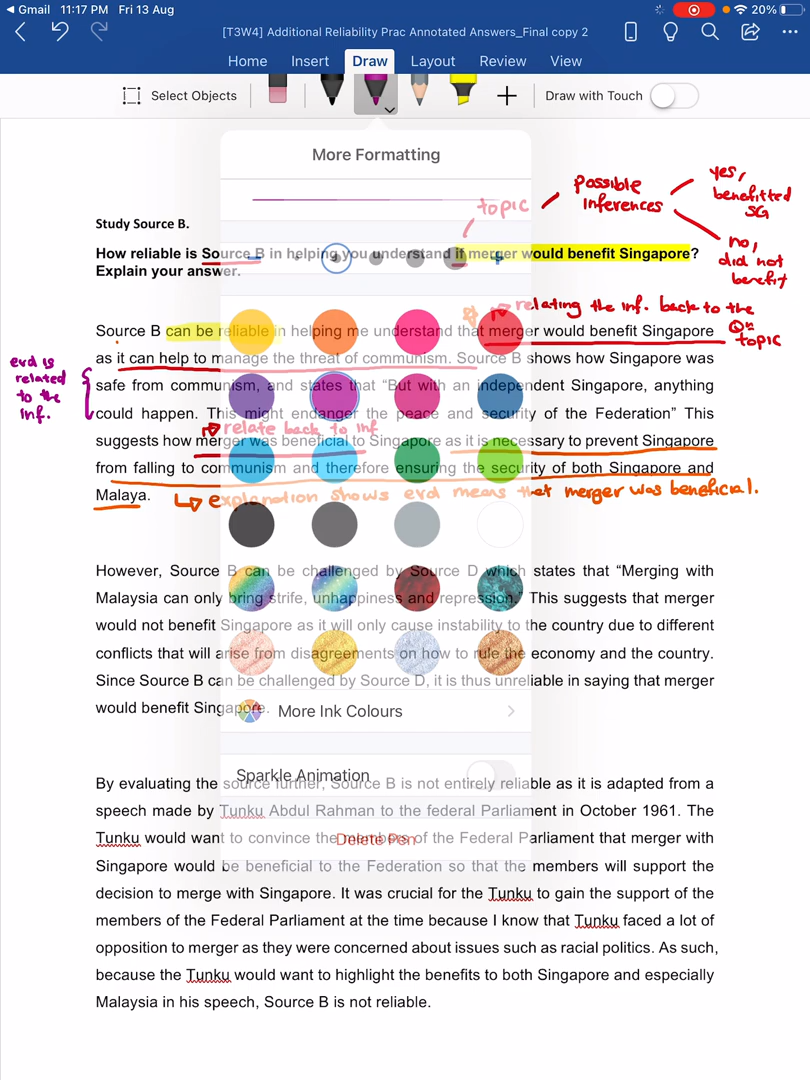 Gmail 11:17 PM Fri 13 Aug
20%
[T3W4] Additional Reliability Prac Annotated Answers_Final copy 2
Home Insert Draw Layout Review View
Select Objects
Draw with Touch
More Formatting
topic
Possible
Inferences
yes,
benefitted
SG
no,
did not
benefit
Study Source B.
How reliable is Source B in helping you understand if merger would benefit Singapore?
Explain your answer.
relating the inf. back to the
Qn
topic
Source B can be reliable in helping me understand that merger would benefit Singapore
as it can help to manage the threat of communism. Source B shows how Singapore was
safe from communism, and states that “But with an independent Singapore, anything
could happen. This might endanger the peace and security of the Federation” This
evd is
related
to the
inf.
relate back to inf
suggests how merger was beneficial to Singapore as it is necessary to prevent Singapore
from falling to communism and therefore ensuring the security of both Singapore and
Malaya.
explanation shows evd means that merger was beneficial.
However, Source B can be challenged by Source D which states that “Merging with
Malaysia can only bring strife, unhappiness and repression.” This suggests that merger
would not benefit Singapore as it will only cause instability to the country due to different
conflicts that will arise from disagreements on how to rule the economy and the country.
Since Source B can be challenged by Source D, it is thus unreliable in saying that merger
would benefit Singapore.
More Ink Colours
Sparkle Animation
By evaluating the source further, Source B is not entirely reliable as it is adapted from a
speech made by Tunku Abdul Rahman to the federal Parliament in October 1961. The
Tunku would want to convince the members of the Federal Parliament that merger with
Delete Pen
Singapore would be beneficial to the Federation so that the members will support the
decision to merge with Singapore. It was crucial for the Tunku to gain the support of the
members of the Federal Parliament at the time because I know that Tunku faced a lot of
opposition to merger as they were concerned about issues such as racial politics. As such,
because the Tunku would want to highlight the benefits to both Singapore and especially
Malaysia in his speech, Source B is not reliable.